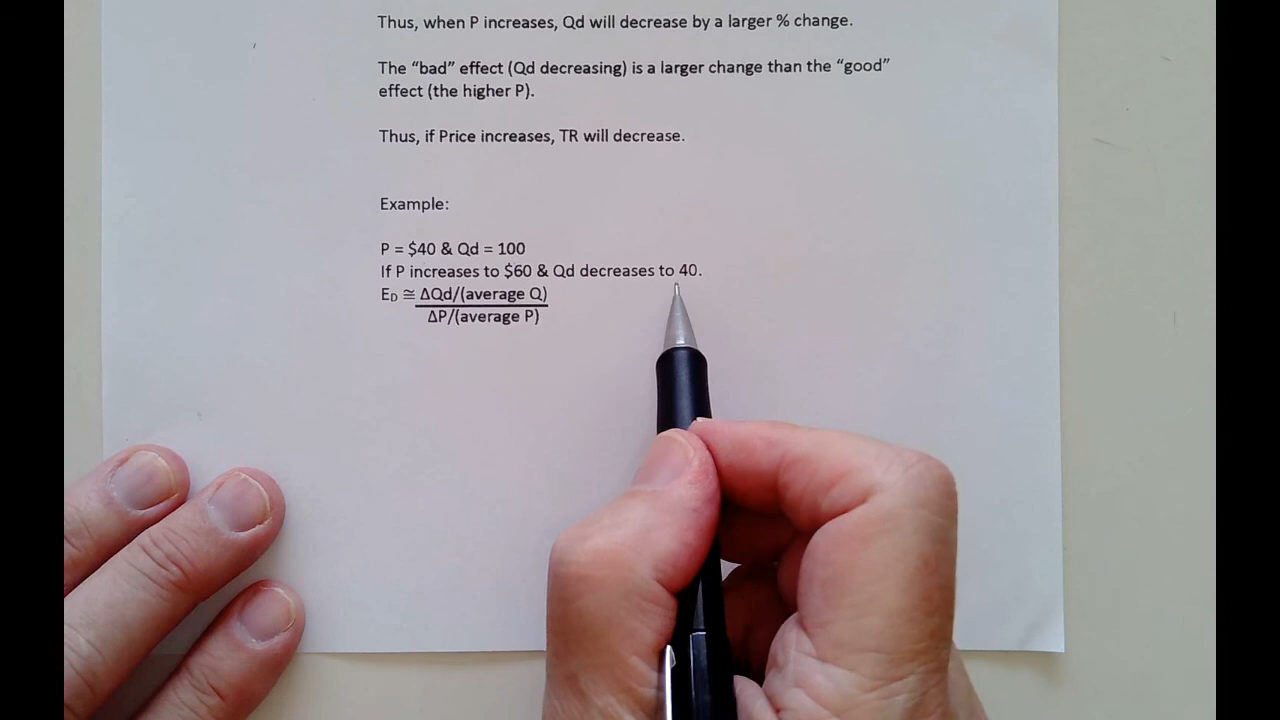 Thus, when P increases, Qd will decrease by a larger % change.
The “bad” effect (Qd decreasing) is a larger change than the “good”
effect (the higher P).
Thus, if Price increases, TR will decrease.
Example:
P = $40 & Qd = 100
If P increases to $60 & Qd decreases to 40.
E_D ≅ ΔQd/(average Q)
ΔP/(average P)